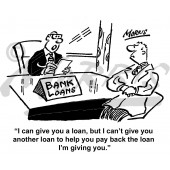 MORRIS
BANK
LOANS
"I can give you a loan, but I can't give you
another loan to help you pay back the loan
I'm giving you."